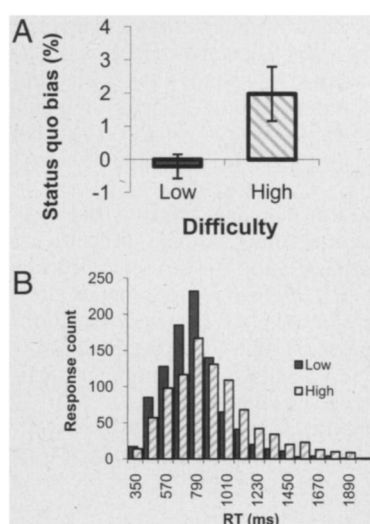 A
Status quo bias (%)
4
3
2
1
0
-1
Low
High
Difficulty
B
Response count
250
200
150
100
50
0
Low
High
350
570
790
1010
1230
1450
1670
1890
RT (ms)